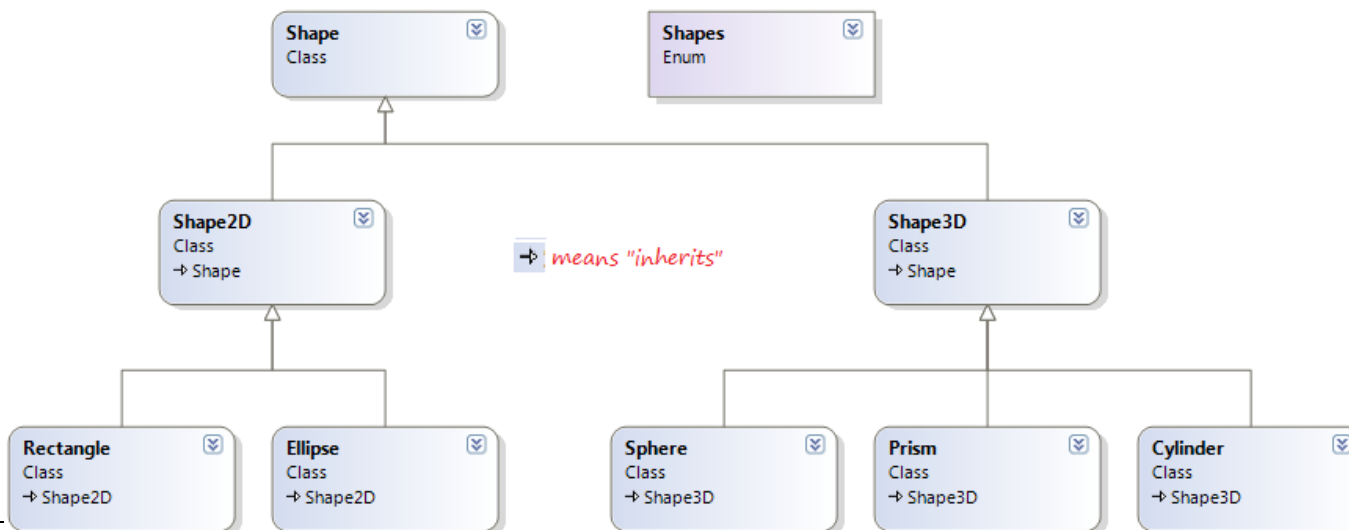 Shape
Class
Shapes
Enum
Shape2D
Class
Shape
means "inherits"
Shape3D
Class
Shape
Rectangle
Class
Shape2D
Ellipse
Class
Shape2D
Sphere
Class
Shape3D
Prism
Class
Shape3D
Cylinder
Class
Shape3D